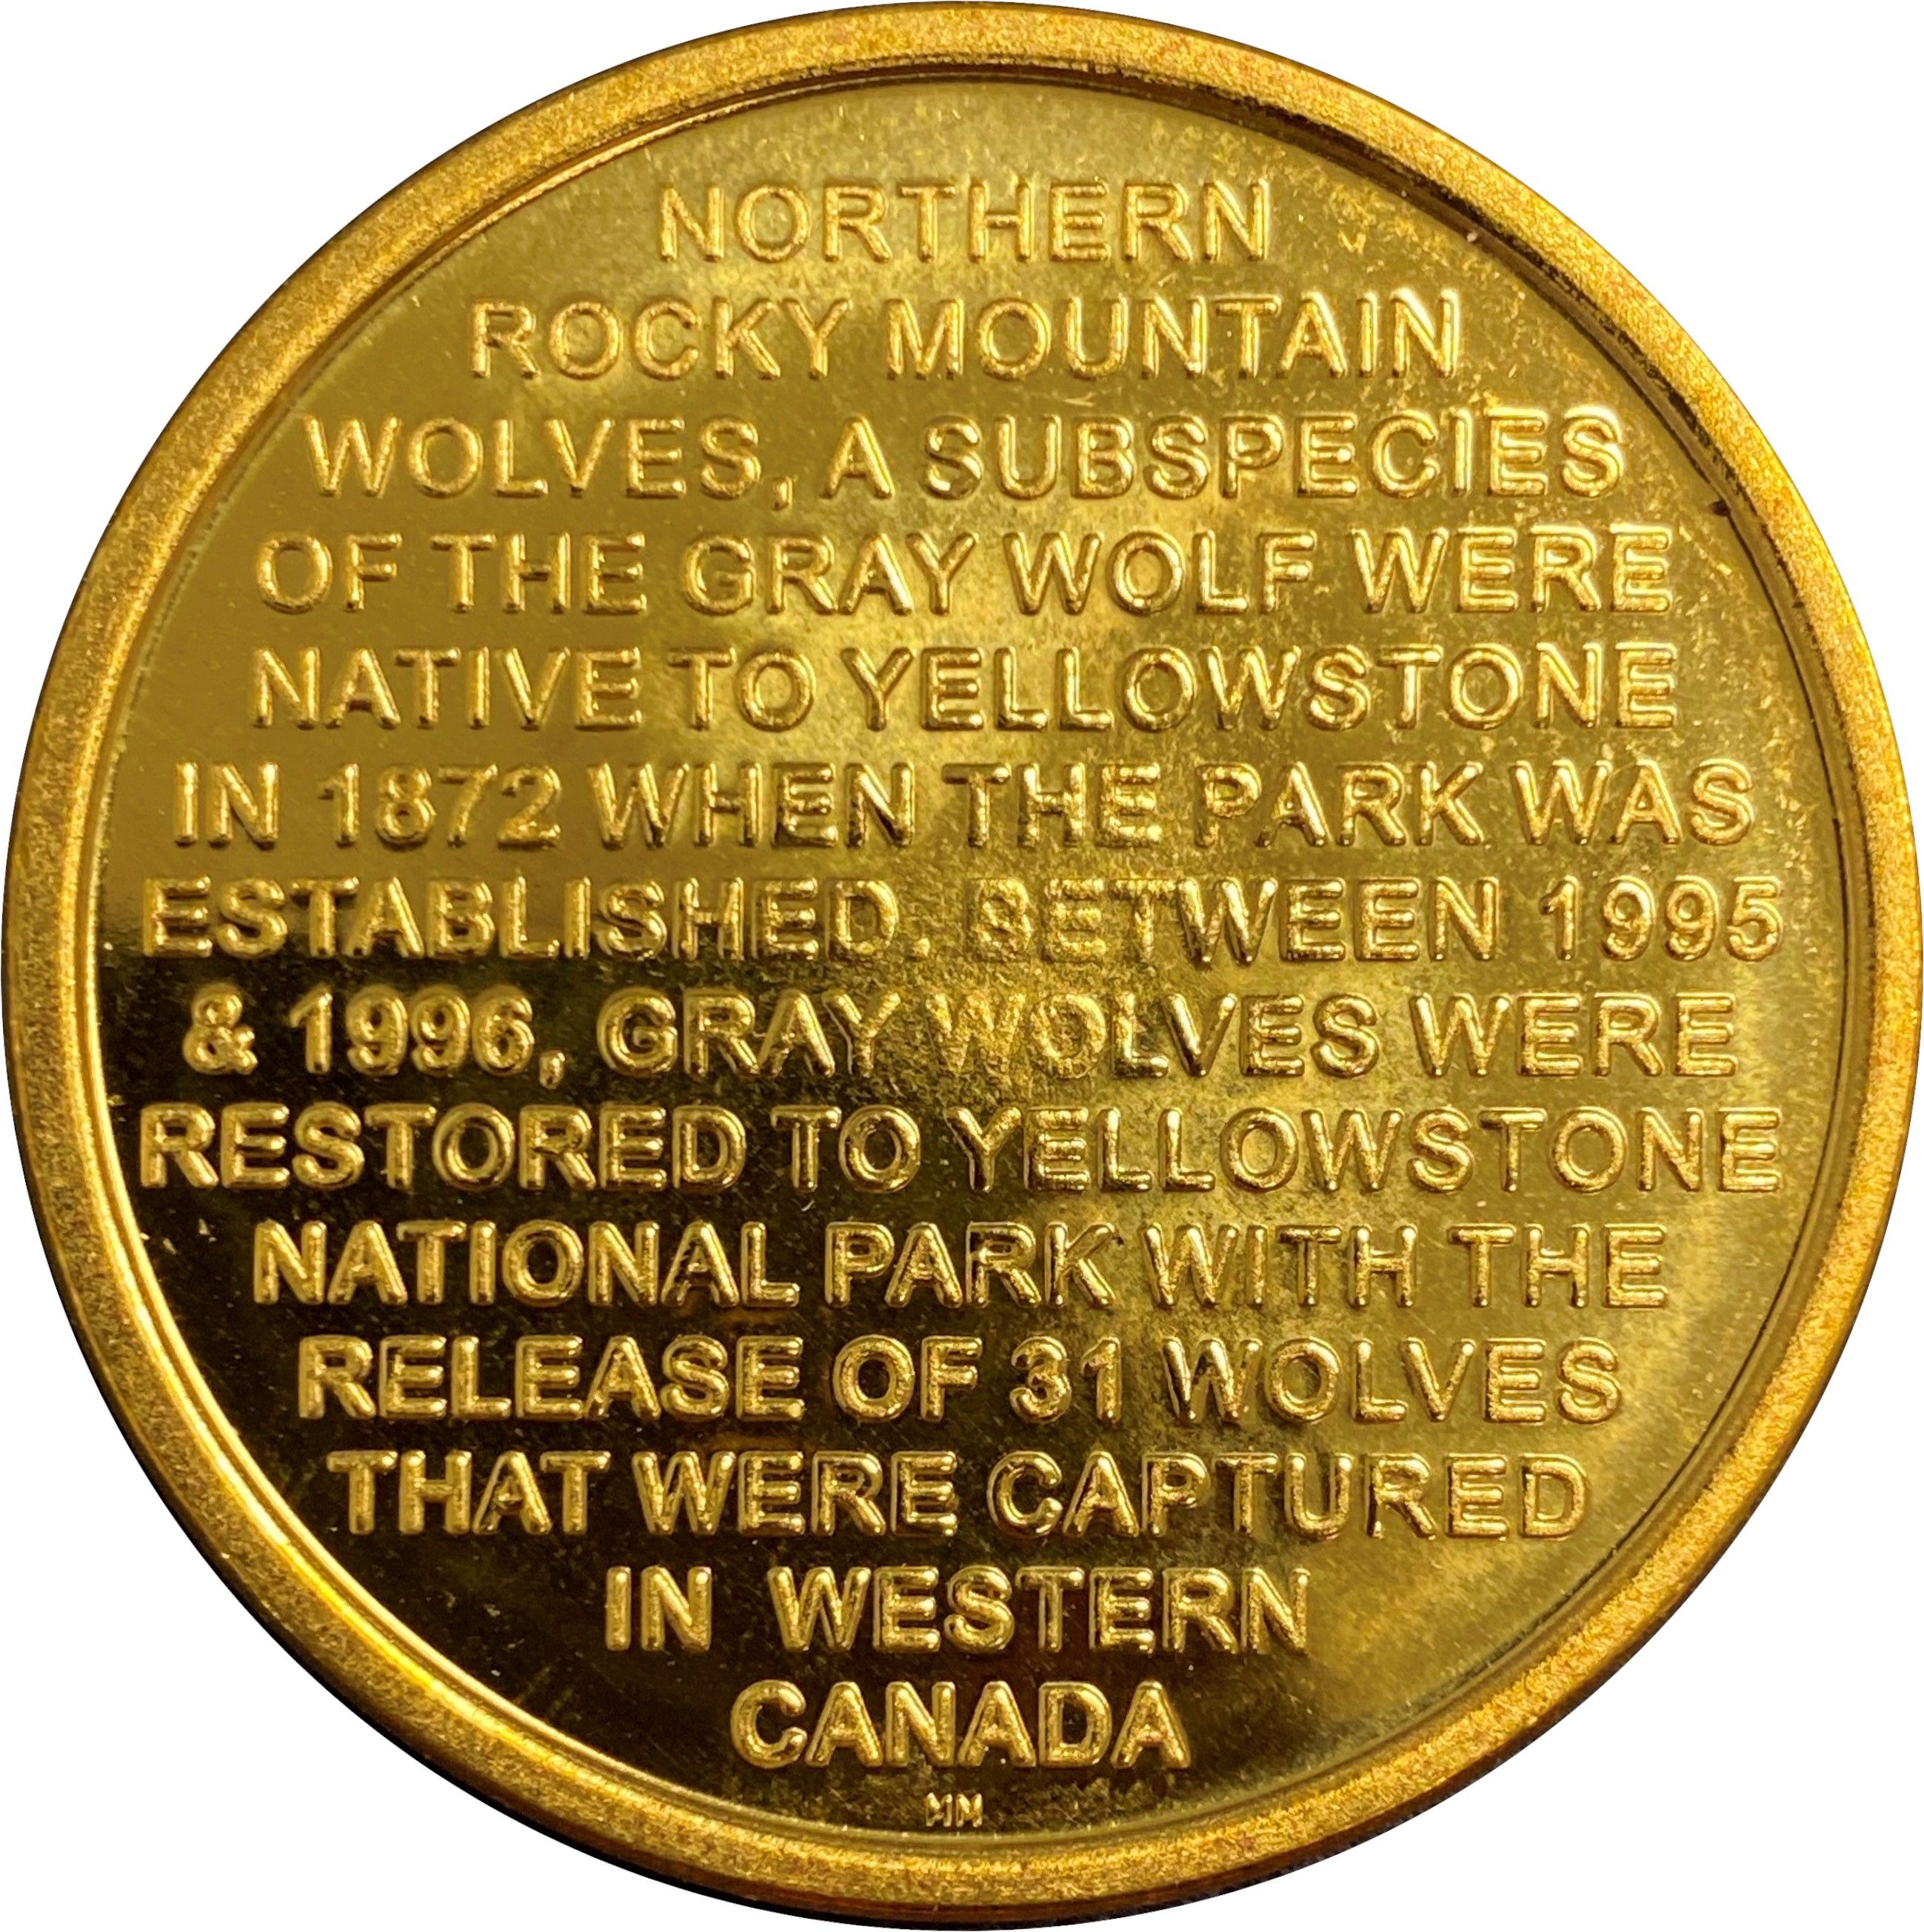 NORTHERN
ROCKY MOUNTAIN
WOLVES, A SUBSPECIES
OF THE GRAY WOLF WERE
NATIVE TO YELLOWSTONE
IN 1872 WHEN THE PARK WAS
ESTABLISHED. BETWEEN 1995
& 1996, GRAY WOLVES WERE
RESTORED TO YELLOWSTONE
NATIONAL PARK WITH THE
RELEASE OF 31 WOLVES
THAT WERE CAPTURED
IN WESTERN
CANADA
MM